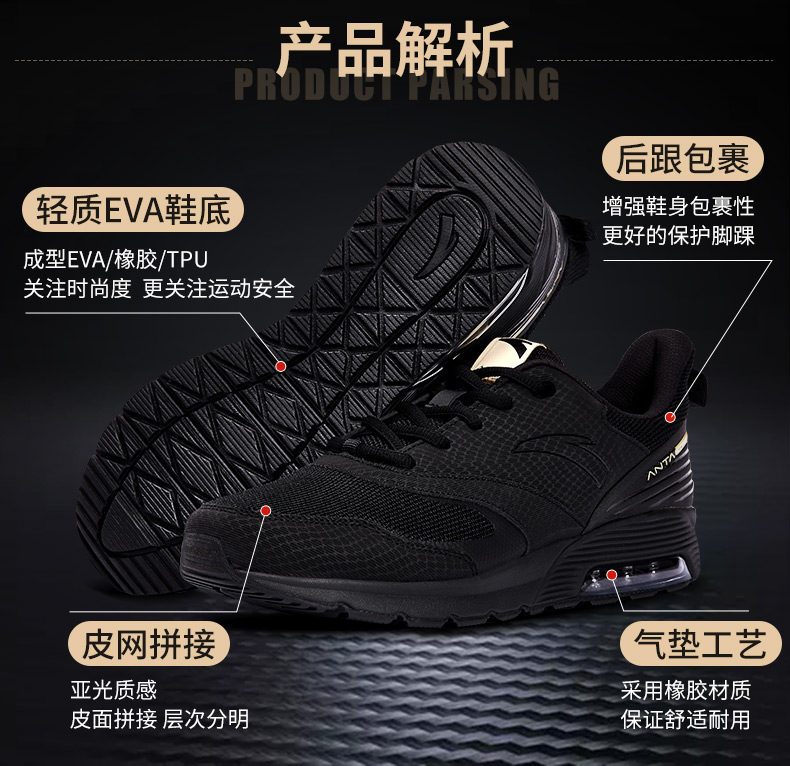 产品解析
PRODUCT PARSING
后跟包裹
增强鞋身包裹性
更好的保护脚踝
轻质EVA鞋底
成型EVA/橡胶/TPU
关注时尚度 更关注运动安全
ANTA
皮网拼接
亚光质感
皮面拼接 层次分明
气垫工艺
采用橡胶材质
保证舒适耐用